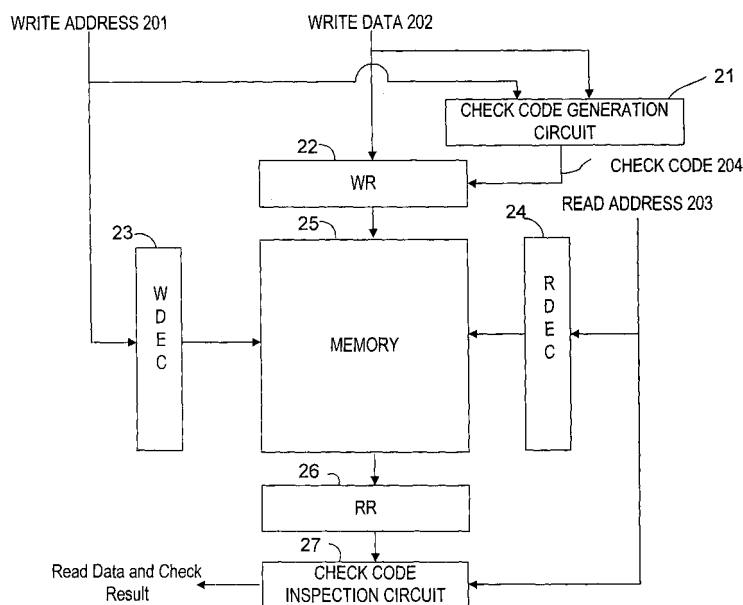 WRITE ADDRESS 201
WRITE DATA 202
21
CHECK CODE GENERATION
CIRCUIT
22
WR
CHECK CODE 204
READ ADDRESS 203
23
25
24
W
D
E
C
MEMORY
R
D
E
C
26
RR
27
Read Data and Check
Result
CHECK CODE
INSPECTION CIRCUIT